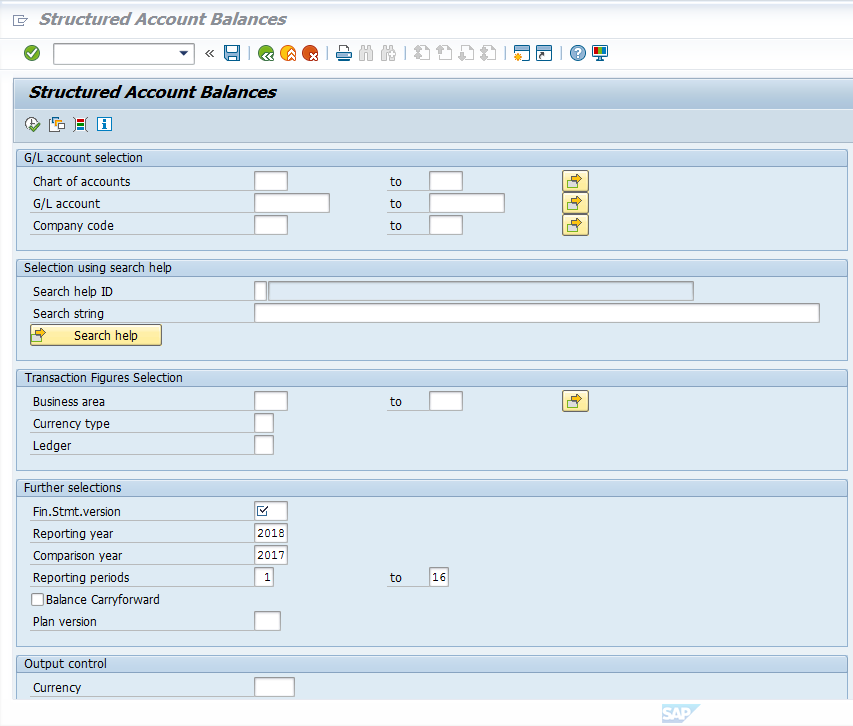 Structured Account Balances
Structured Account Balances
G/L account selection
Chart of accounts to
G/L account to
Company code to
Selection using search help
Search help ID
Search string
Search help
Transaction Figures Selection
Business area to
Currency type
Ledger
Further selections
Fin.Stmt.version
Reporting year 2018
Comparison year 2017
Reporting periods 1 to 16
Balance Carryforward
Plan version
Output control
Currency
SAP